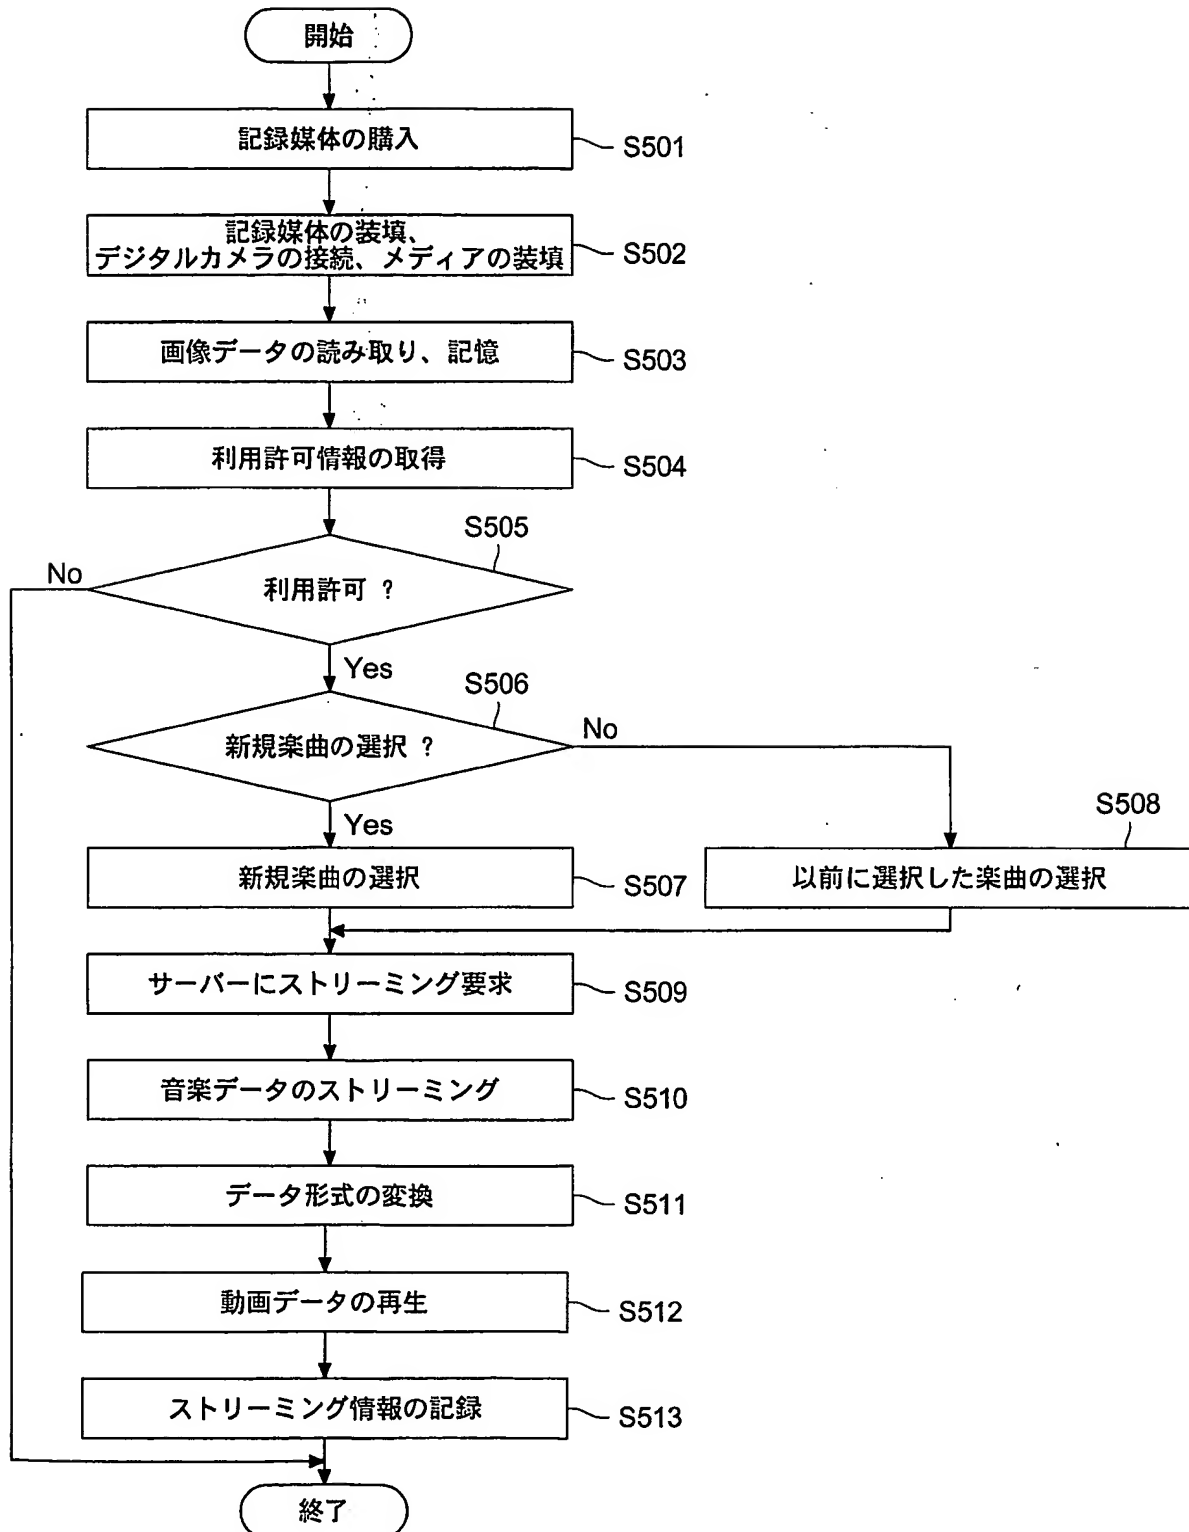 開始
記録媒体の購入
S501
記録媒体の装填、
デジタルカメラの接続、メディアの装填
S502
画像データの読み取り、記憶
S503
利用許可情報の取得
S504
S505
No
利用許可 ?
Yes
S506
新規楽曲の選択 ?
No
Yes
S508
新規楽曲の選択
S507
以前に選択した楽曲の選択
サーバーにストリーミング要求
S509
音楽データのストリーミング
S510
データ形式の変換
S511
動画データの再生
S512
ストリーミング情報の記録
S513
終了